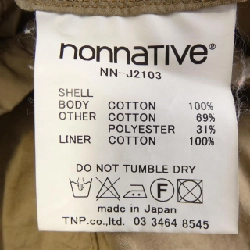 nonnative®
NN-J2103
SHELL
BODY COTTON 100%
OTHER COTTON 69%
POLYESTER 31%
LINER COTTON 100%
DO NOT TUMBLE DRY
F
made in Japan
TNP.co.,ltd. 03 3464 8545